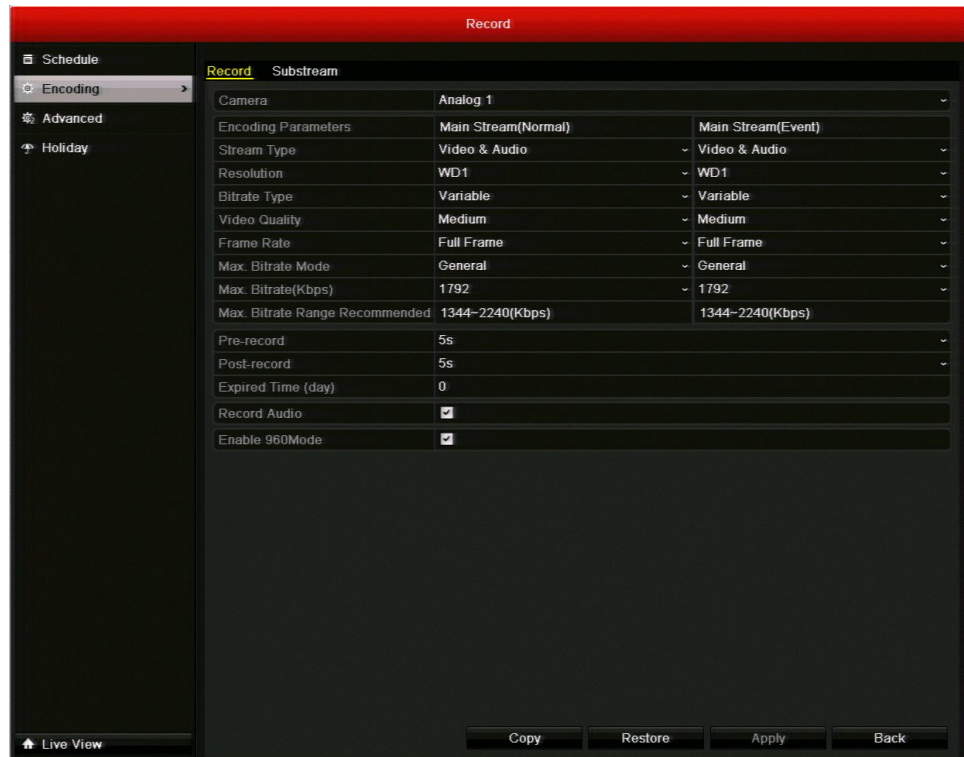 Record
Schedule
Encoding
Advanced
Holiday
Live View
Record Substream
Camera Analog 1
Encoding Parameters Main Stream(Normal) Main Stream(Event)
Stream Type Video & Audio Video & Audio
Resolution WD1 WD1
Bitrate Type Variable Variable
Video Quality Medium Medium
Frame Rate Full Frame Full Frame
Max. Bitrate Mode General General
Max. Bitrate(Kbps) 1792 1792
Max. Bitrate Range Recommended 1344~2240(Kbps) 1344~2240(Kbps)
Pre-record 5s
Post-record 5s
Expired Time (day) 0
Record Audio
Enable 960Mode
Copy Restore Apply Back